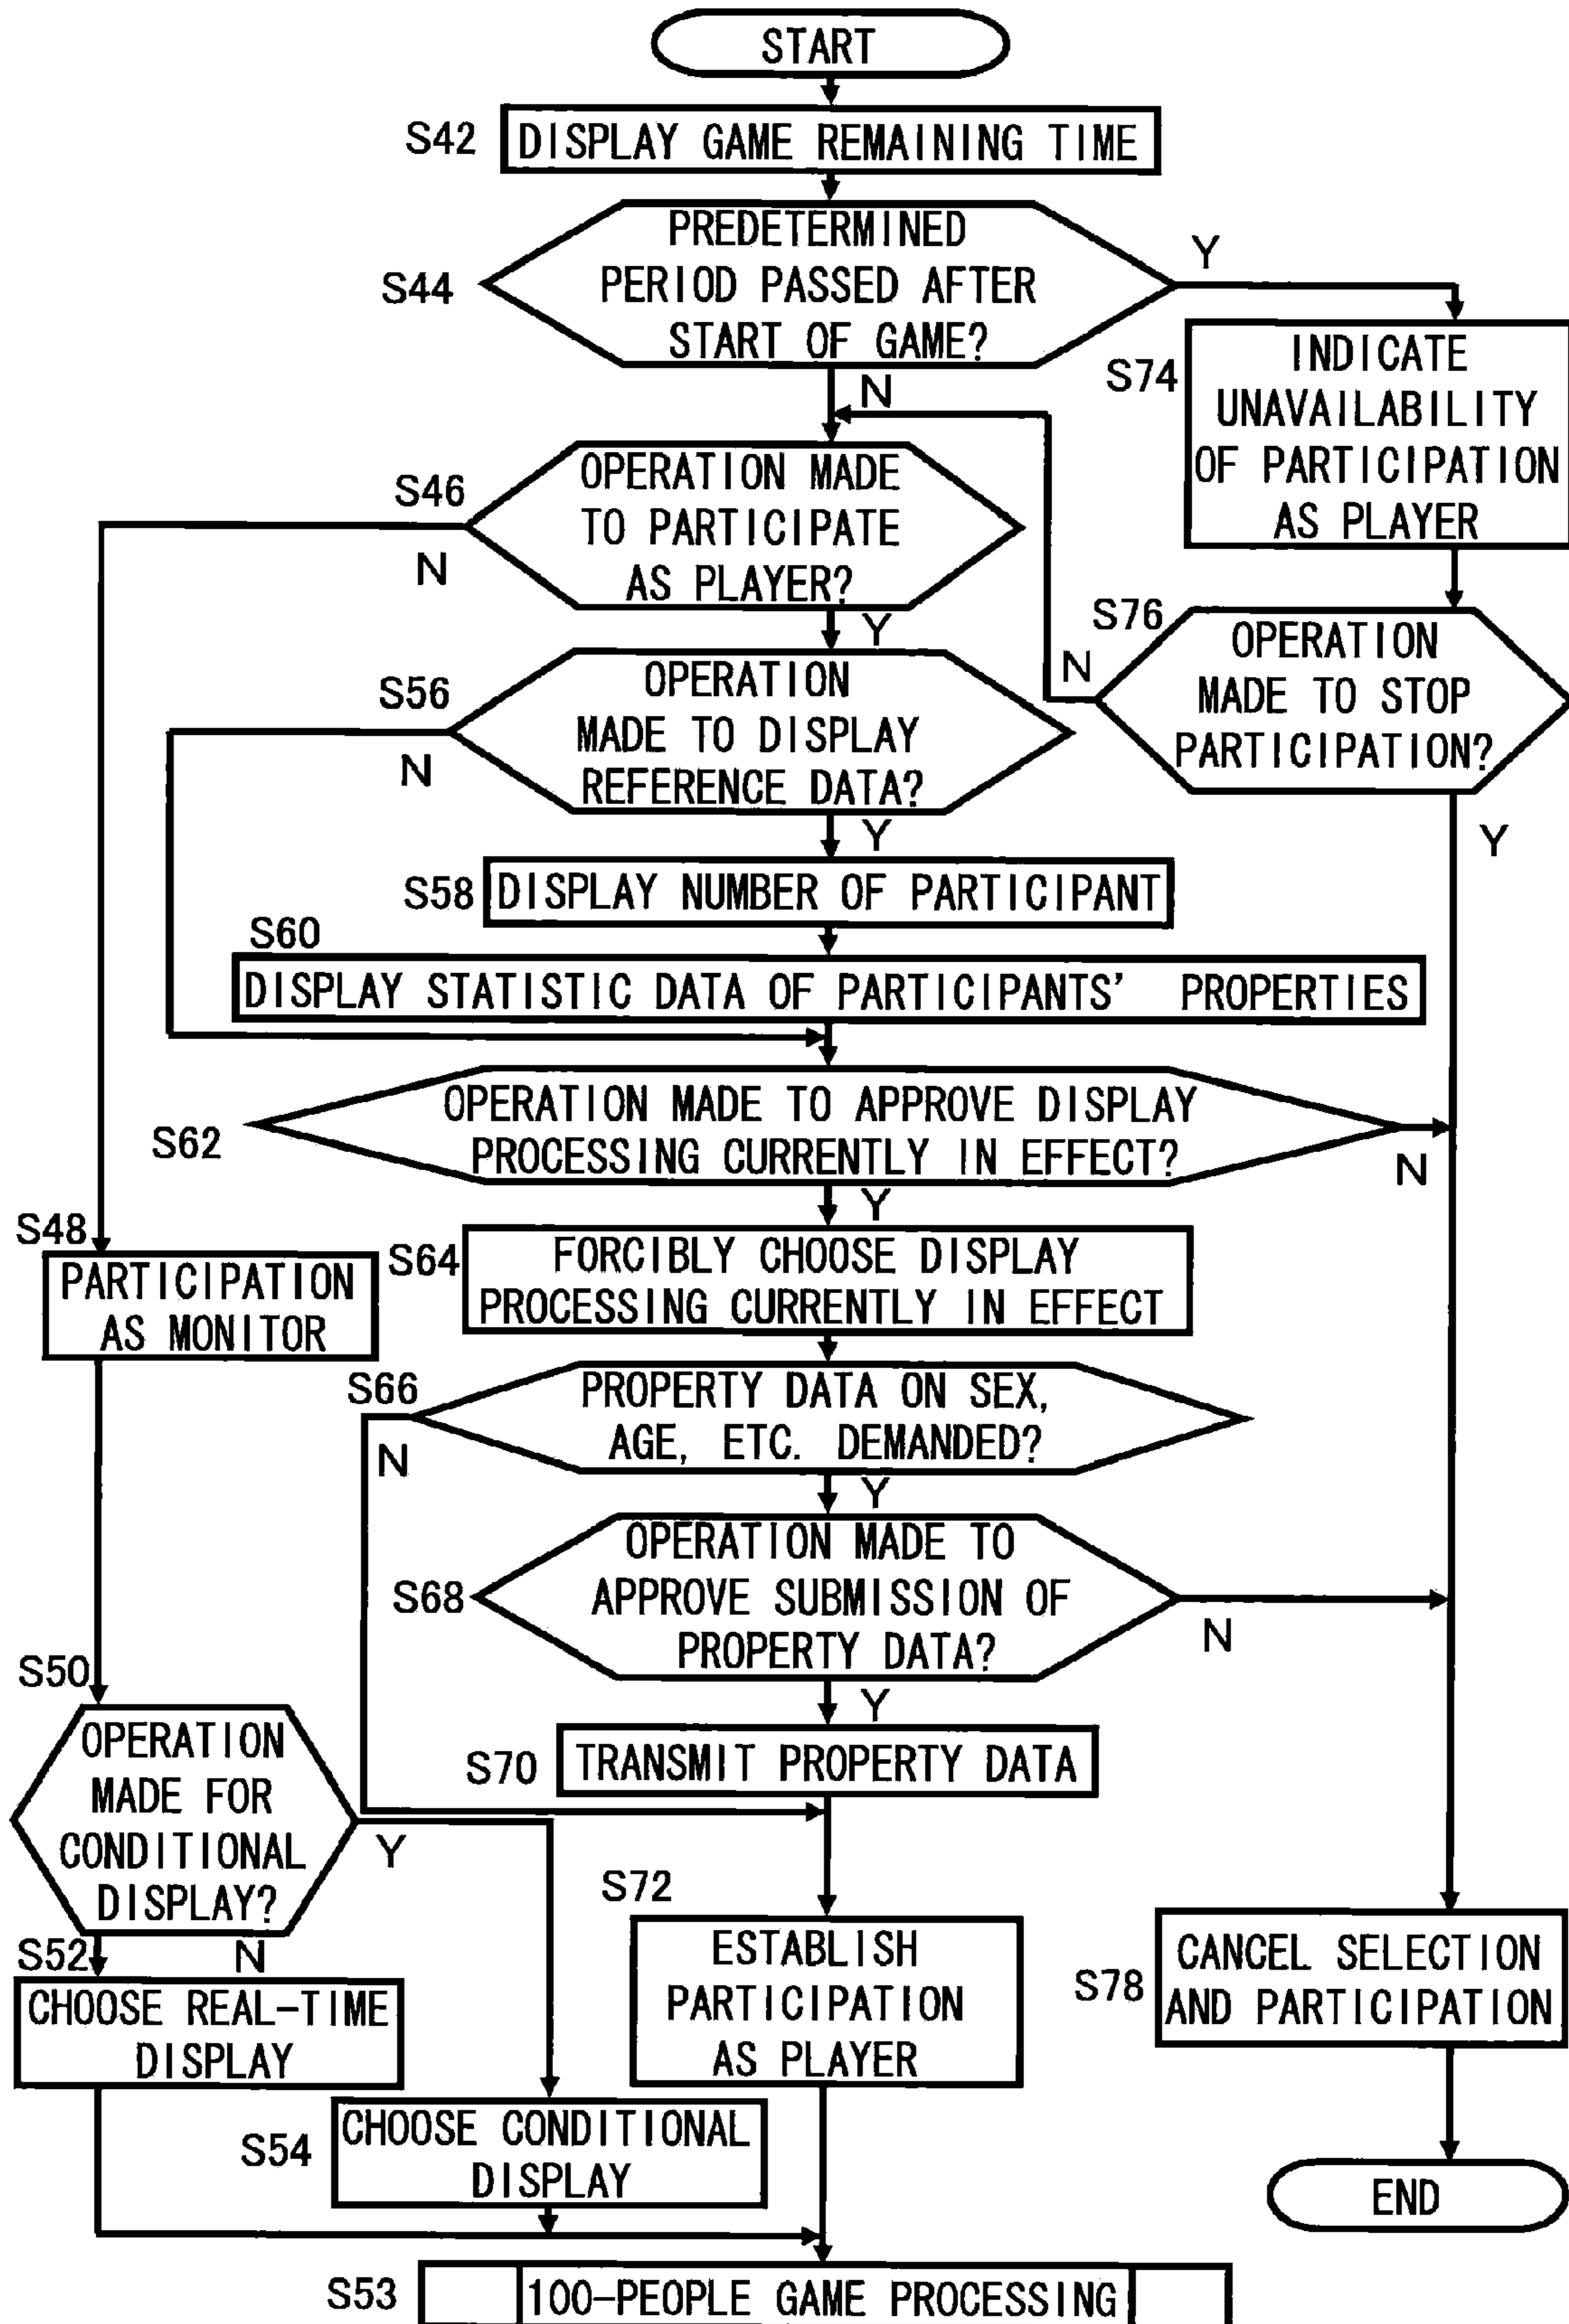 START
S42
DISPLAY GAME REMAINING TIME
S44
PREDETERMINED
PERIOD PASSED AFTER
START OF GAME?
Y
N
S74
INDICATE
UNAVAILABILITY
OF PARTICIPATION
AS PLAYER
S46
OPERATION MADE
TO PARTICIPATE
AS PLAYER?
N
Y
S76
OPERATION
MADE TO STOP
PARTICIPATION?
N
Y
S56
OPERATION
MADE TO DISPLAY
REFERENCE DATA?
N
Y
S58
DISPLAY NUMBER OF PARTICIPANT
S60
DISPLAY STATISTIC DATA OF PARTICIPANTS' PROPERTIES
S62
OPERATION MADE TO APPROVE DISPLAY
PROCESSING CURRENTLY IN EFFECT?
N
Y
S48
PARTICIPATION
AS MONITOR
S64
FORCIBLY CHOOSE DISPLAY
PROCESSING CURRENTLY IN EFFECT
S66
PROPERTY DATA ON SEX,
AGE, ETC. DEMANDED?
N
Y
S68
OPERATION MADE TO
APPROVE SUBMISSION OF
PROPERTY DATA?
N
Y
S50
OPERATION
MADE FOR
CONDITIONAL
DISPLAY?
Y
N
S70
TRANSMIT PROPERTY DATA
S72
ESTABLISH
PARTICIPATION
AS PLAYER
S52
CHOOSE REAL-TIME
DISPLAY
S78
CANCEL SELECTION
AND PARTICIPATION
S54
CHOOSE CONDITIONAL
DISPLAY
END
S53
100-PEOPLE GAME PROCESSING